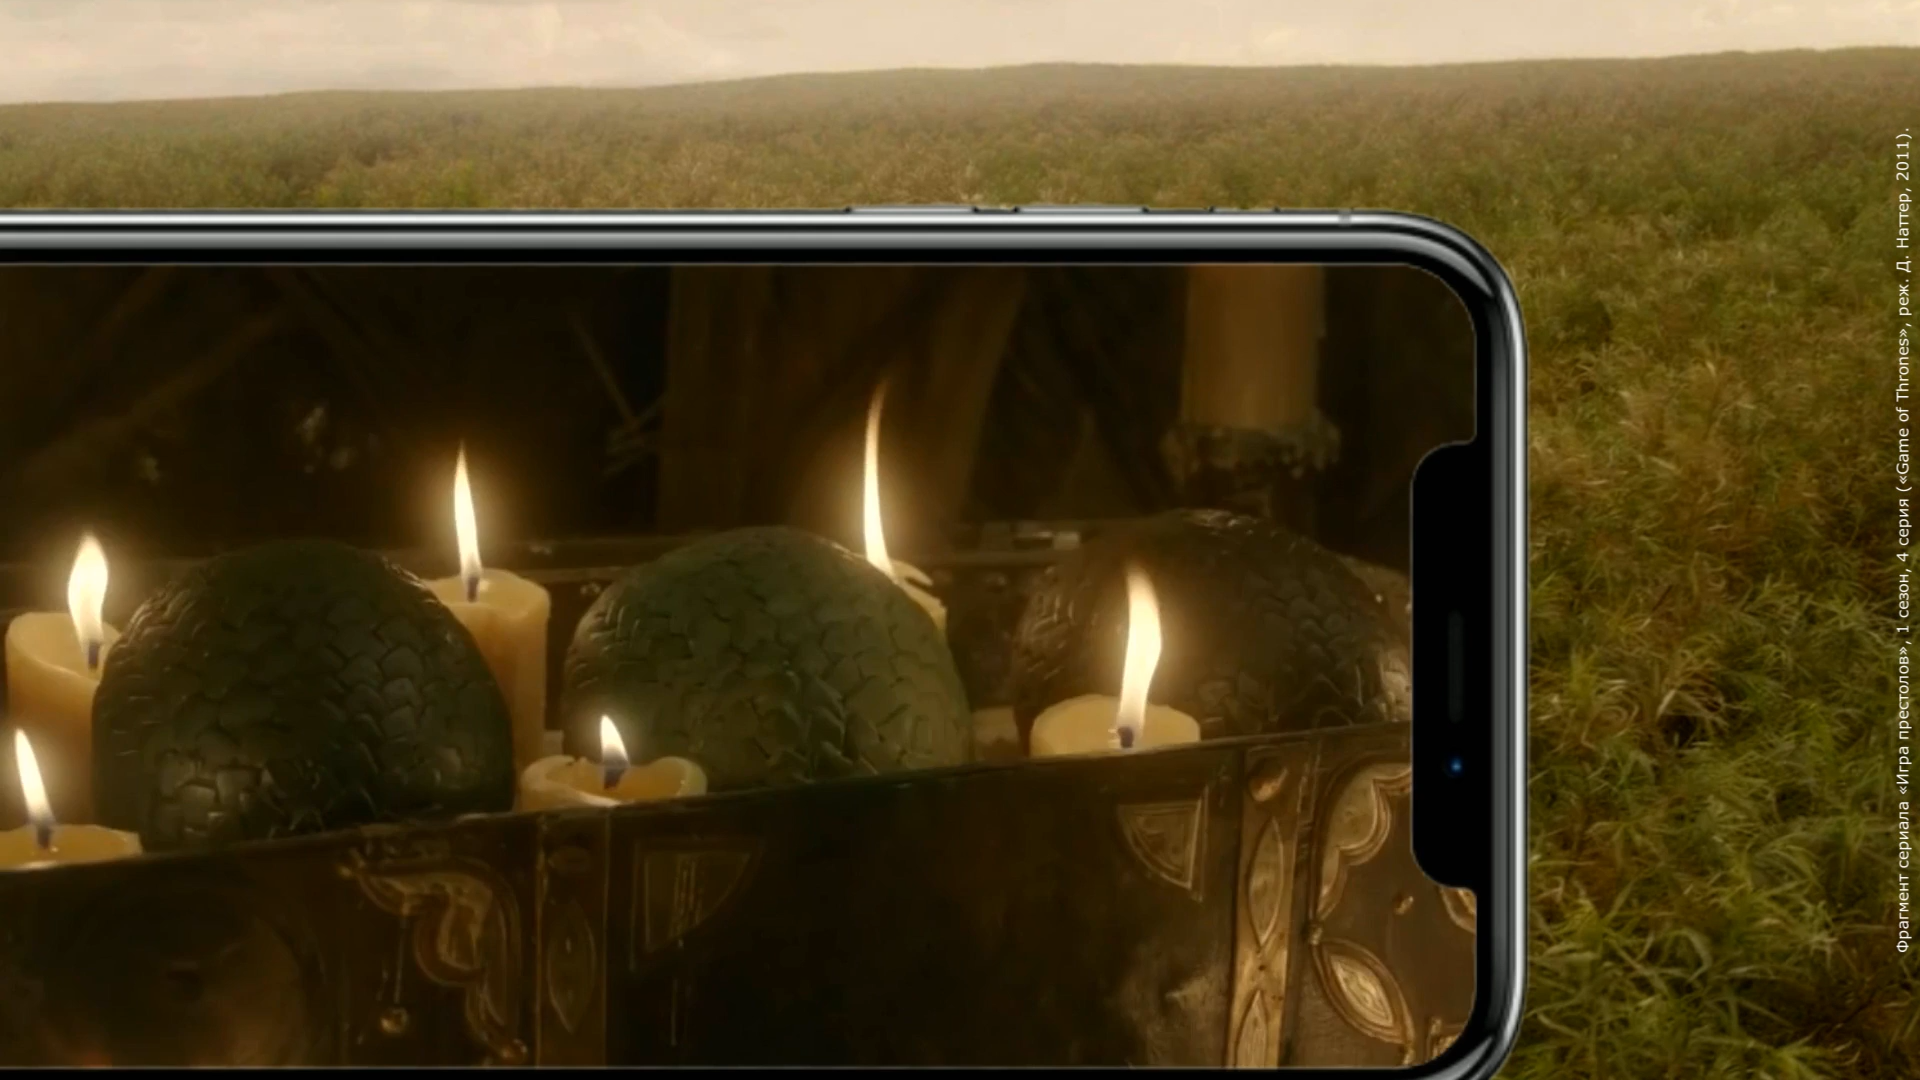 Фрагмент сериала «Игра престолов», 1 сезон, 4 серия («Game of Thrones», реж. Д. Наттер, 2011).